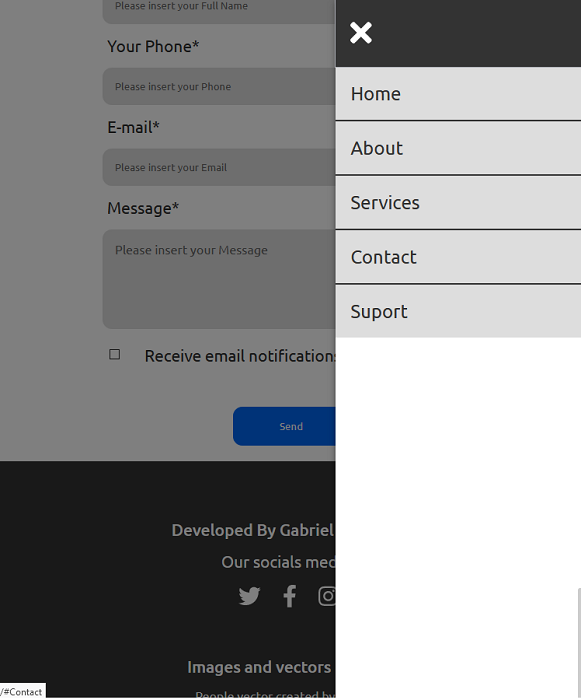 Please insert your Full Name
Your Phone*
Please insert your Phone
E-mail*
Please insert your Email
Message*
Please insert your Message
Receive email notifications
Send
Developed By Gabriel
Our socials med
Images and vectors
People vector created by
/#Contact
Home
About
Services
Contact
Suport